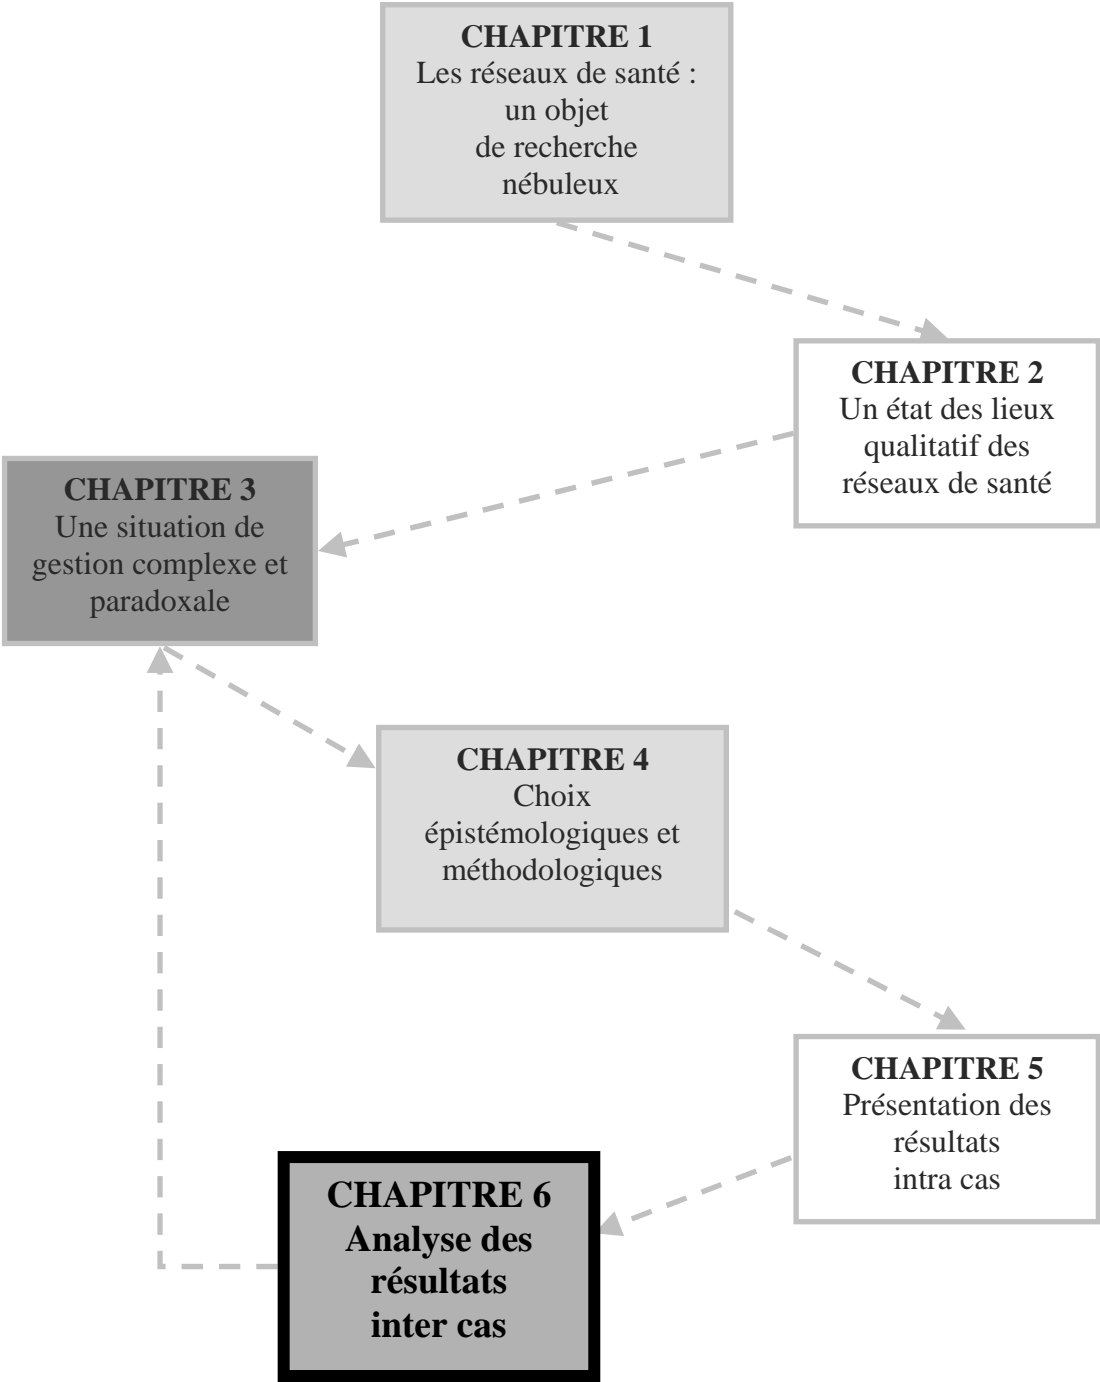 CHAPITRE 1
Les réseaux de santé :
un objet
de recherche
nébuleux
CHAPITRE 2
Un état des lieux
qualitatif des
réseaux de santé
CHAPITRE 3
Une situation de
gestion complexe et
paradoxale
CHAPITRE 4
Choix
épistémologiques et
méthodologiques
CHAPITRE 5
Présentation des
résultats
intra cas
CHAPITRE 6
Analyse des
résultats
inter cas